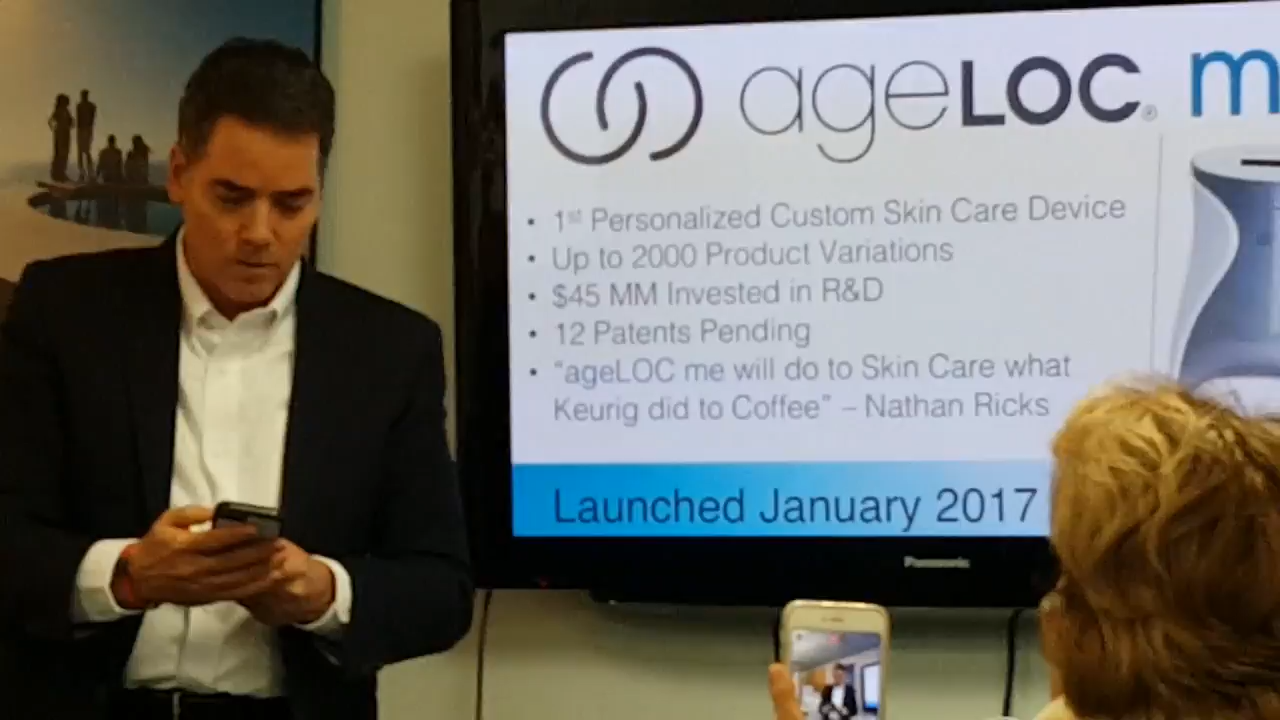 ageLOC® m
• 1st Personalized Custom Skin Care Device
• Up to 2000 Product Variations
• $45 MM Invested in R&D
• 12 Patents Pending
• "ageLOC me will do to Skin Care what
Keurig did to Coffee" – Nathan Ricks
Launched January 2017
Panasonic